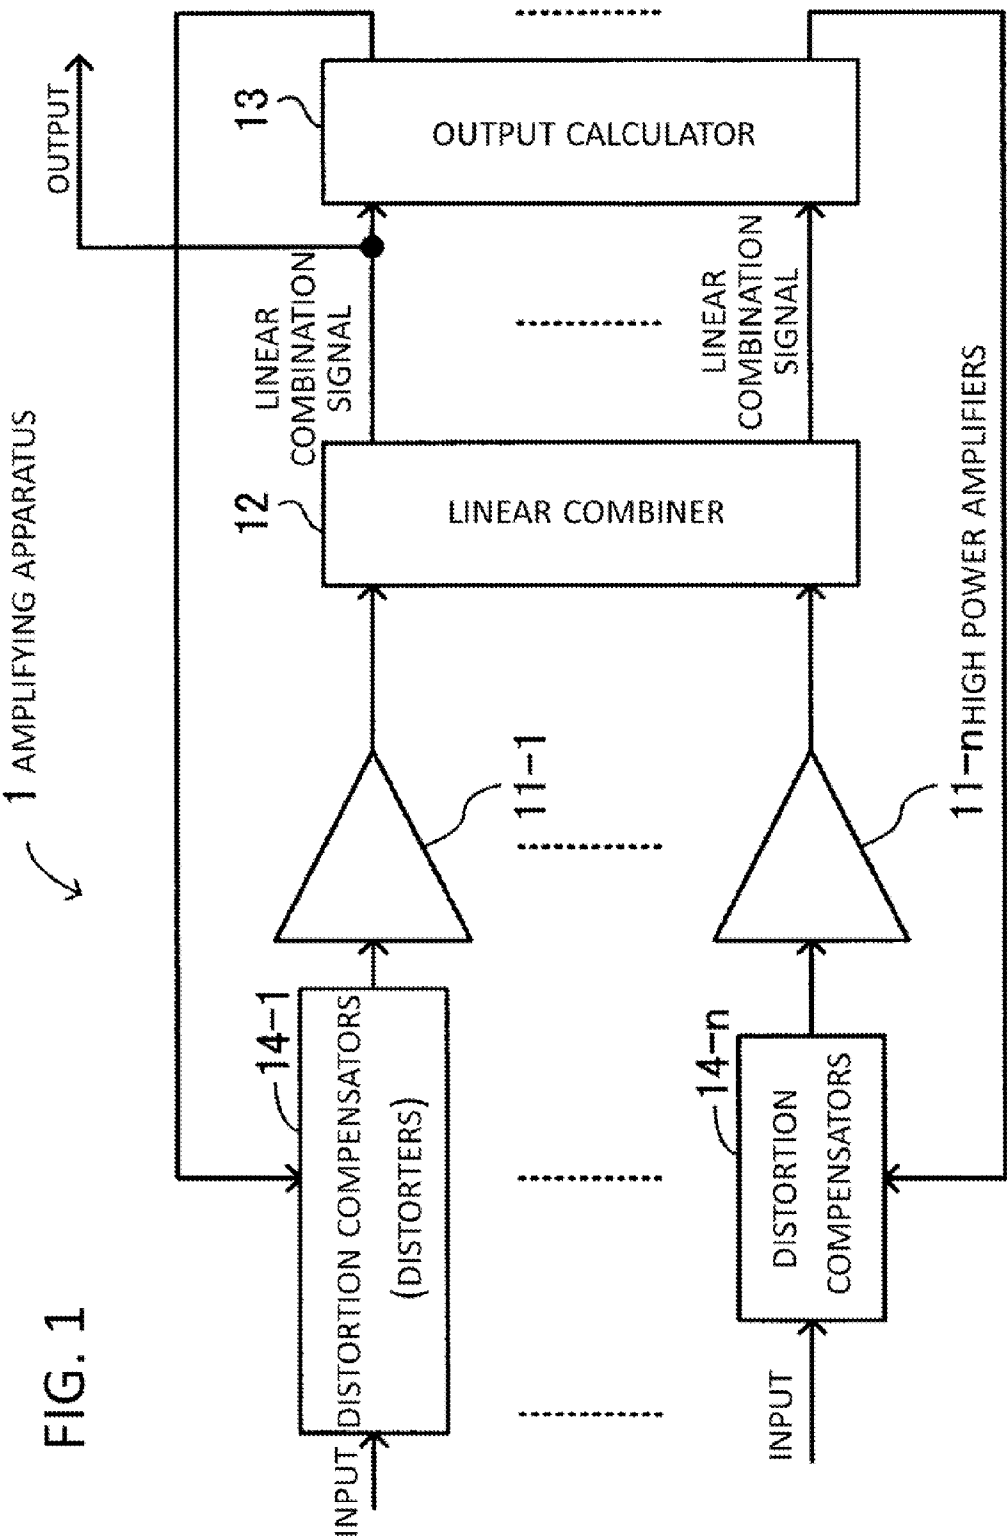 FIG. 1
1 AMPLIFYING APPARATUS
OUTPUT
INPUT
14-1
DISTORTION COMPENSATORS
(DISTORTERS)
11-1
12
LINEAR COMBINER
LINEAR
COMBINATION
SIGNAL
13
OUTPUT CALCULATOR
INPUT
14-n
DISTORTION
COMPENSATORS
11-n HIGH POWER AMPLIFIERS
LINEAR
COMBINATION
SIGNAL